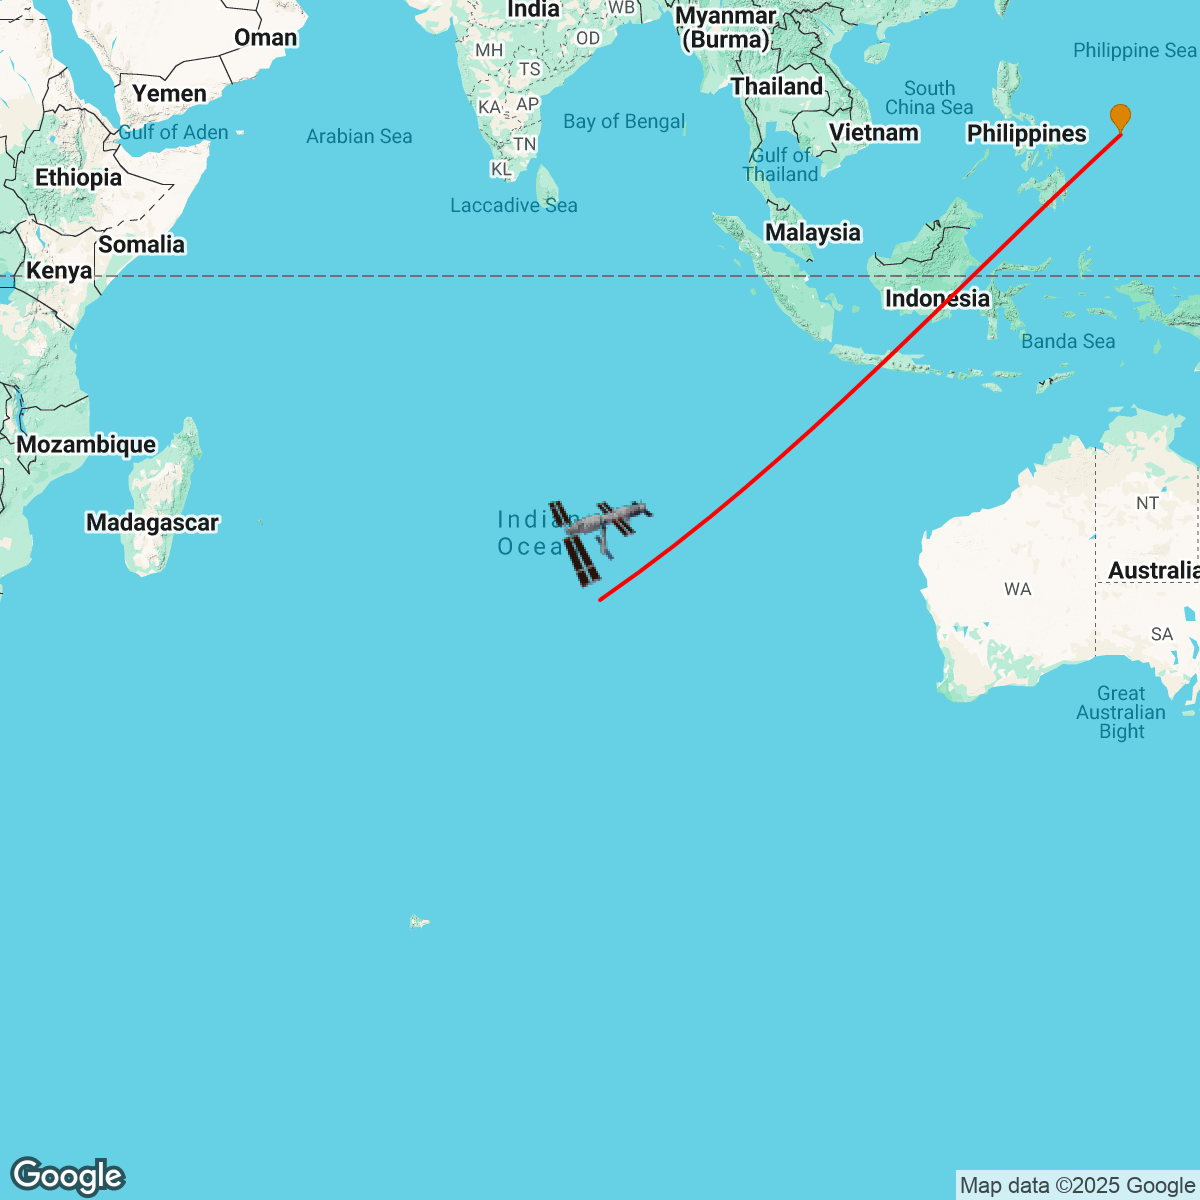 India
WB
Myanmar
(Burma)
Oman
MH
OD
Philippine Sea
TS
Yemen
Thailand
South
China Sea
KA
AP
Gulf of Aden
Arabian Sea
Bay of Bengal
Vietnam
Philippines
TN
KL
Gulf of
Thailand
Ethiopia
Laccadive Sea
Malaysia
Somalia
Kenya
Indonesia
Banda Sea
Mozambique
NT
Madagascar
Indian
Ocea
Australia
WA
SA
Great
Australian
Bight
Google
Map data ©2025 Google